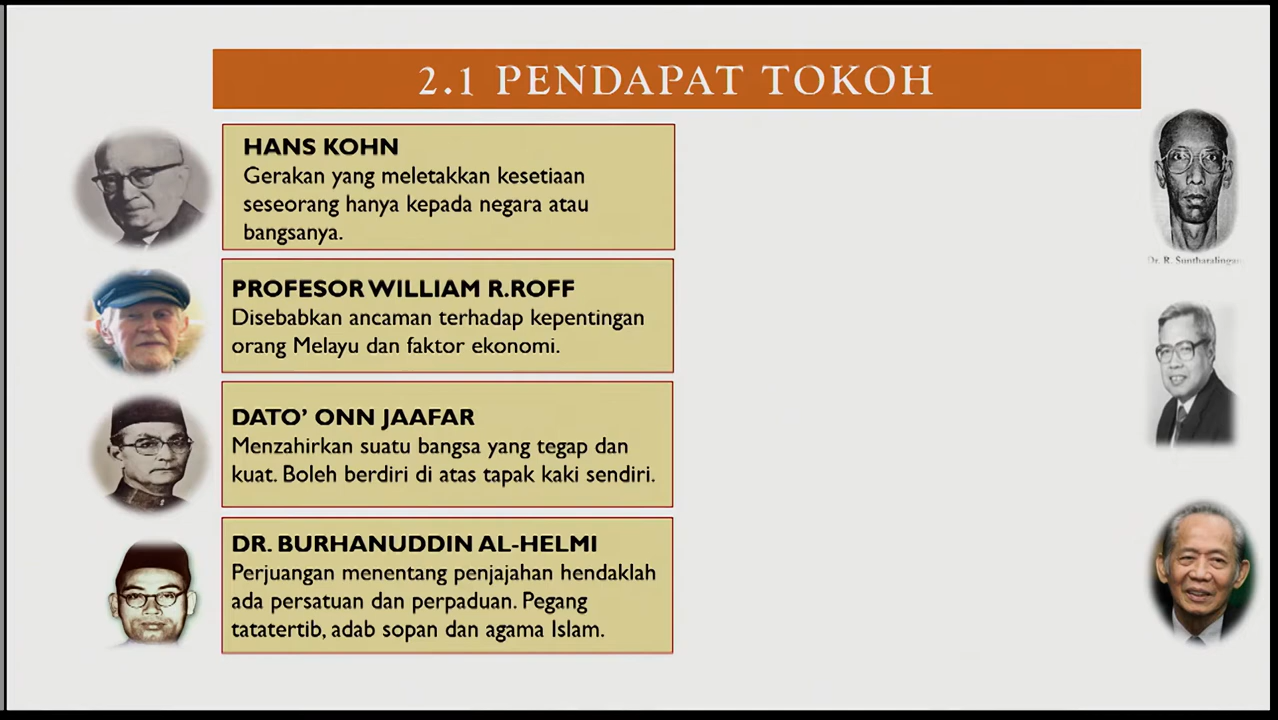 2.1 PENDAPAT TOKOH
HANS KOHN
Gerakan yang meletakkan kesetiaan
seseorang hanya kepada negara atau
bangsanya.
PROFESOR WILLIAM R.ROFF
Disebabkan ancaman terhadap kepentingan
orang Melayu dan faktor ekonomi.
DATO' ONN JAAFAR
Menzahirkan suatu bangsa yang tegap dan
kuat. Boleh berdiri di atas tapak kaki sendiri.
DR. BURHANUDDIN AL-HELMI
Perjuangan menentang penjajahan hendaklah
ada persatuan dan perpaduan. Pegang
tatatertib, adab sopan dan agama Islam.
Dr. R. Suntharalingam